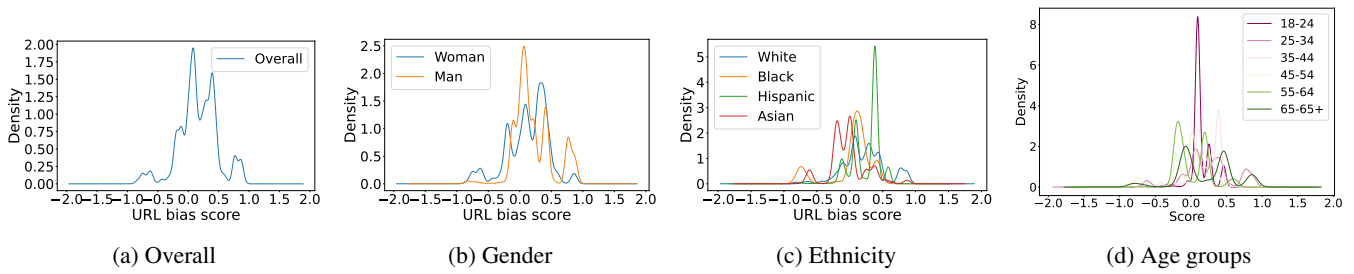 2.00
1.75
1.50
1.25
1.00
0.75
0.50
0.25
0.00
Density
−2.0 −1.5 −1.0 −0.5 0.0 0.5 1.0 1.5 2.0
URL bias score
Overall
(a) Overall
2.5
2.0
1.5
1.0
0.5
0.0
Density
−2.0 −1.5 −1.0 −0.5 0.0 0.5 1.0 1.5 2.0
URL bias score
Woman
Man
(b) Gender
5
4
3
2
1
0
Density
−2.0 −1.5 −1.0 −0.5 0.0 0.5 1.0 1.5 2.0
URL bias score
White
Black
Hispanic
Asian
(c) Ethnicity
8
6
4
2
0
Density
−2.0 −1.5 −1.0 −0.5 0.0 0.5 1.0 1.5 2.0
Score
18-24
25-34
35-44
45-54
55-64
65-65+
(d) Age groups